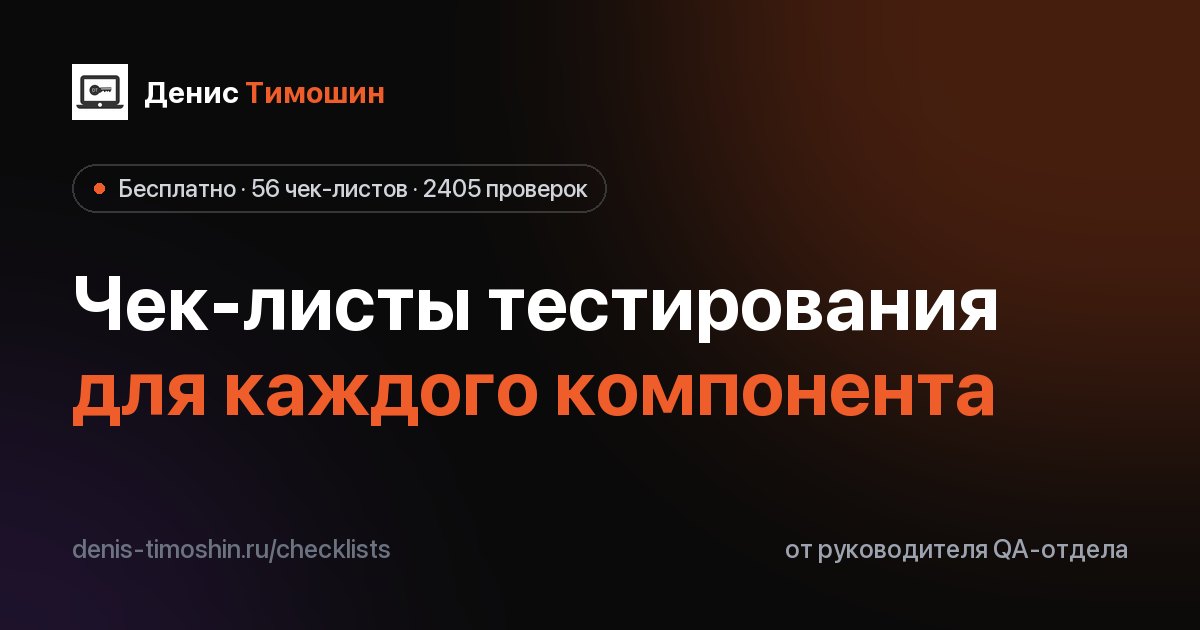 Денис Тимошин
Бесплатно · 56 чек-листов · 2405 проверок
Чек-листы тестирования
для каждого компонента
denis-timoshin.ru/checklists
от руководителя QA-отдела